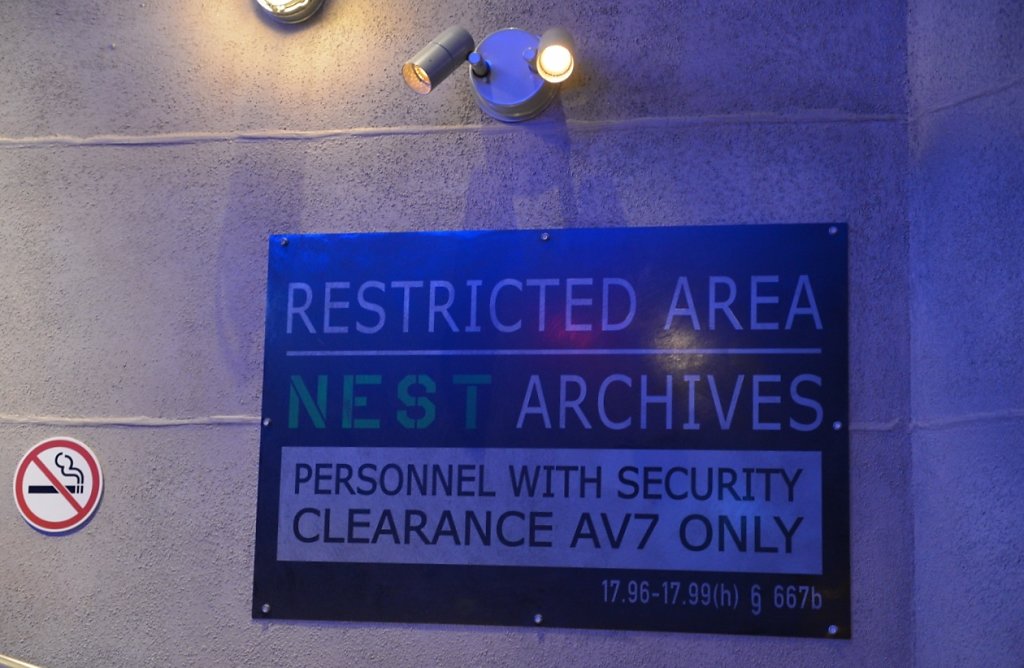 RESTRICTED AREA
NEST ARCHIVES
PERSONNEL WITH SECURITY
CLEARANCE AV7 ONLY
17.96-17.99(h) § 667b